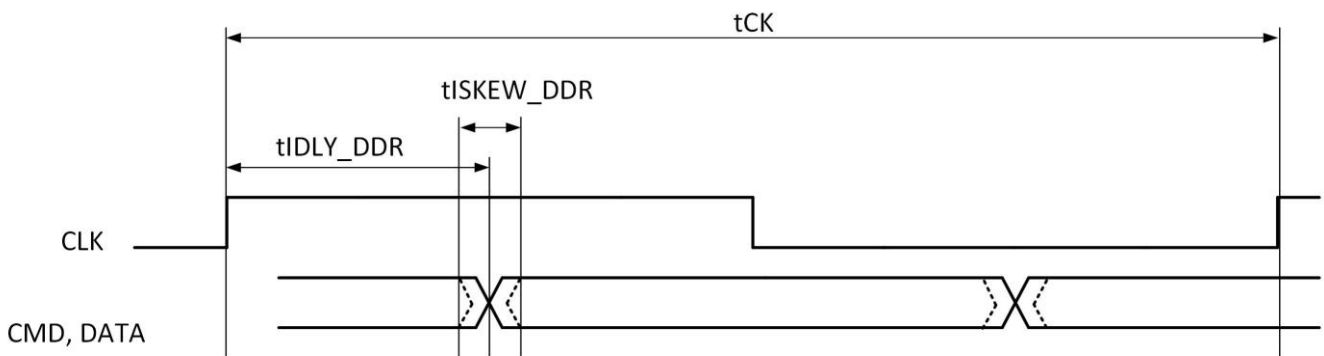 tCK
tISKEW_DDR
tIDLY_DDR
CLK
CMD, DATA